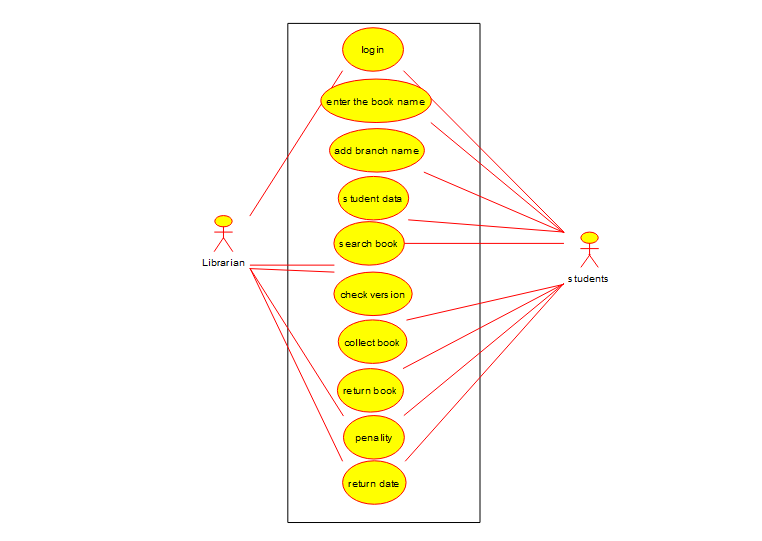 login
enter the book name
add branch name
student data
search book
Librarian
students
check version
collect book
return book
penality
return date